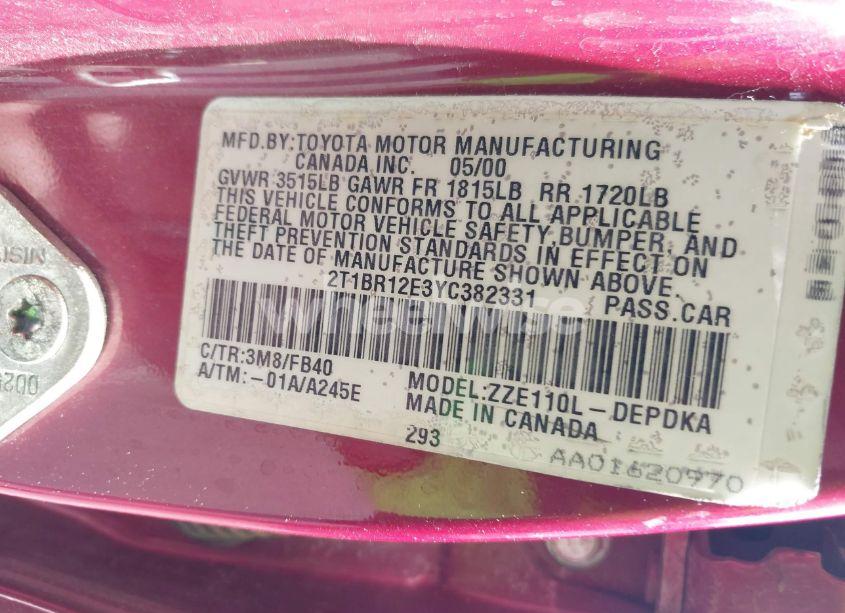 MFD.BY:TOYOTA MOTOR MANUFACTURING
CANADA INC. 05/00
GVWR 3515LB GAWR FR 1815LB RR 1720LB
THIS VEHICLE CONFORMS TO ALL APPLICABLE
FEDERAL MOTOR VEHICLE SAFETY,BUMPER, AND
THEFT PREVENTION STANDARDS IN EFFECT ON
THE DATE OF MANUFACTURE SHOWN ABOVE.
2T1BR12E3YC382331 PASS.CAR
C/TR:3M8/FB40
A/TM:-01A/A245E
MODEL:ZZE110L-DEPDKA
MADE IN CANADA
293
AA01620970